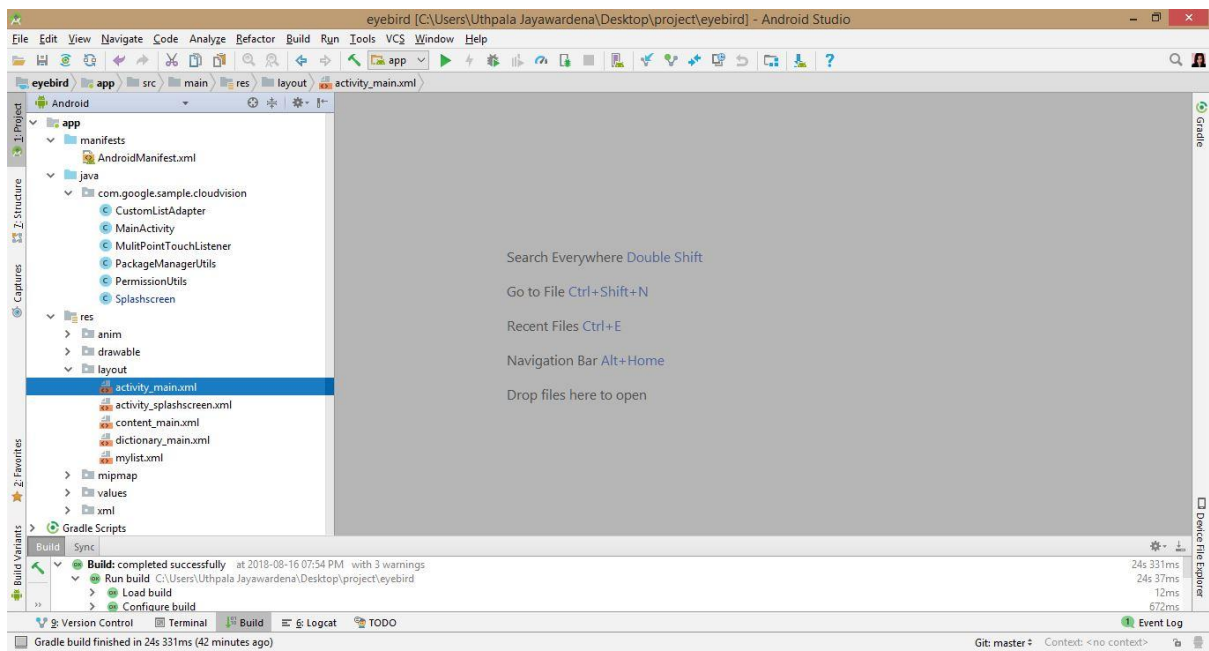 eyebird [C:\Users\Uthpala Jayawardena\Desktop\project\eyebird] - Android Studio
File Edit View Navigate Code Analyze Refactor Build Run Tools VCS Window Help
app
eyebird app src main res layout activity_main.xml
1: Project
Z: Structure
Captures
2: Favorites
Build Variants
Android
app
manifests
AndroidManifest.xml
java
com.google.sample.cloudvision
CustomListAdapter
MainActivity
MulitPointTouchListener
PackageManagerUtils
PermissionUtils
Splashscreen
res
anim
drawable
layout
activity_main.xml
activity_splashscreen.xml
content_main.xml
dictionary_main.xml
mylist.xml
mipmap
values
xml
Gradle Scripts
Search Everywhere Double Shift
Go to File Ctrl+Shift+N
Recent Files Ctrl+E
Navigation Bar Alt+Home
Drop files here to open
Gradle
Device File Explorer
Build Sync
Build: completed successfully at 2018-08-16 07:54 PM with 3 warnings 24s 331ms
Run build C:\Users\Uthpala Jayawardena\Desktop\project\eyebird 24s 37ms
Load build 12ms
Configure build 672ms
9: Version Control Terminal Build 6: Logcat TODO 1 Event Log
Gradle build finished in 24s 331ms (42 minutes ago) Git: master Context: <no context>